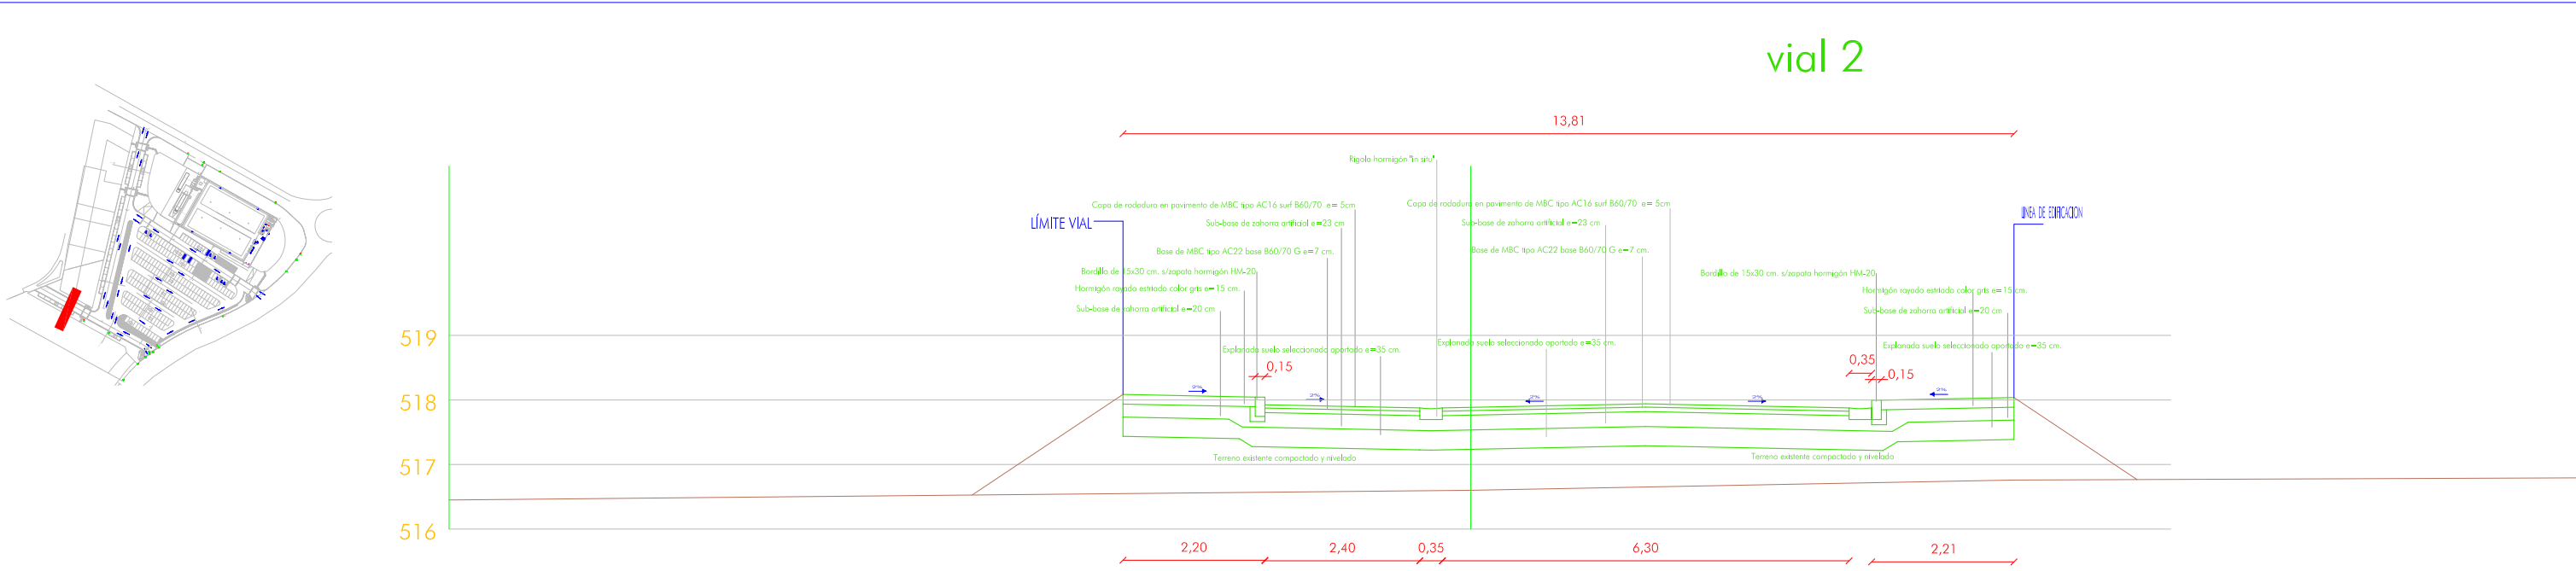 vial 2
13,81
Rigola hormigón "in situ"
Capa de rodadura en pavimento de MBC tipo AC16 surf B60/70 e= 5cm
Capa de rodadura en pavimento de MBC tipo AC16 surf B60/70 e= 5cm
LÍMITE VIAL
Sub-base de zahorra artificial e=23 cm
Sub-base de zahorra artificial e=23 cm
LINEA DE EDIFICACION
Base de MBC tipo AC22 base B60/70 G e=7 cm.
Base de MBC tipo AC22 base B60/70 G e=7 cm.
Bordillo de 15x30 cm. s/zapata hormigón HM-20
Bordillo de 15x30 cm. s/zapata hormigón HM-20
Hormigón rayado estriado color gris e=15 cm.
Hormigón rayado estriado color gris e=15 cm.
Sub-base de zahorra artificial e=20 cm
Sub-base de zahorra artificial e=20 cm
519
Explanada suelo seleccionado aportado e=35 cm.
Explanada suelo seleccionado aportado e=35 cm.
Explanada suelo seleccionado aportado e=35 cm.
0,15
0,35
0,15
2%
2%
2%
2%
2%
518
Terreno existente compactado y nivelado
Terreno existente compactado y nivelado
517
516
2,20
2,40
0,35
6,30
2,21